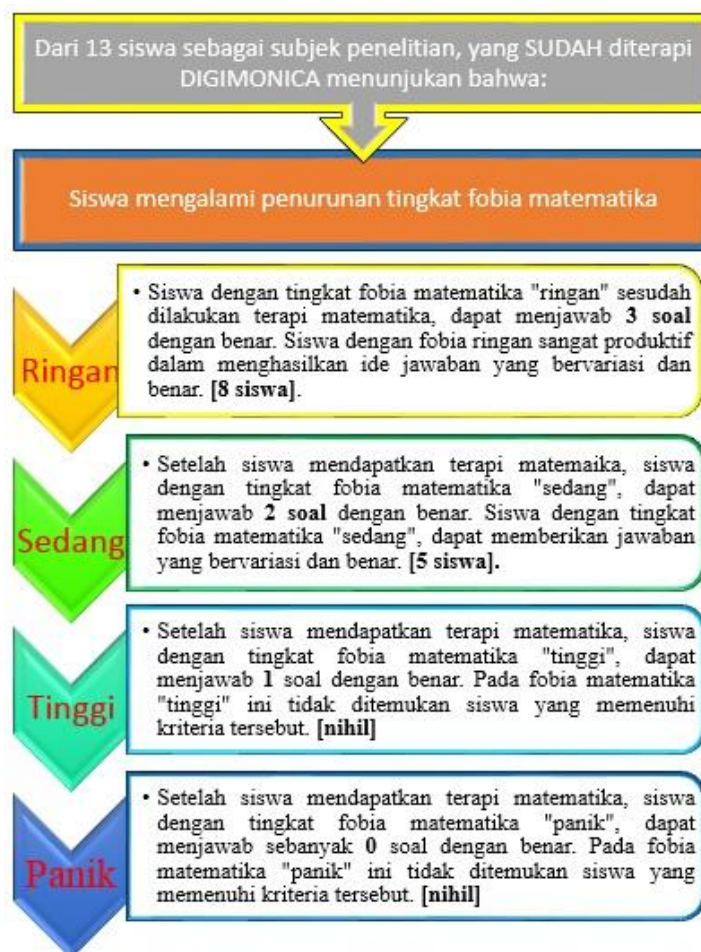 Dari 13 siswa sebagai subjek penelitian, yang SUDAH diterapi
DIGIMONICA menunjukan bahwa:
Siswa mengalami penurunan tingkat fobia matematika
Ringan
• Siswa dengan tingkat fobia matematika "ringan" sesudah
dilakukan terapi matematika, dapat menjawab 3 soal
dengan benar. Siswa dengan fobia ringan sangat produktif
dalam menghasilkan ide jawaban yang bervariasi dan
benar. [8 siswa].
Sedang
• Setelah siswa mendapatkan terapi matemaika, siswa
dengan tingkat fobia matematika "sedang", dapat
menjawab 2 soal dengan benar. Siswa dengan tingkat
fobia matematika "sedang", dapat memberikan jawaban
yang bervariasi dan benar. [5 siswa].
Tinggi
• Setelah siswa mendapatkan terapi matematika, siswa
dengan tingkat fobia matematika "tinggi", dapat
menjawab 1 soal dengan benar. Pada fobia matematika
"tinggi" ini tidak ditemukan siswa yang memenuhi
kriteria tersebut. [nihil]
Panik
• Setelah siswa mendapatkan terapi matematika, siswa
dengan tingkat fobia matematika "panik", dapat
menjawab sebanyak 0 soal dengan benar. Pada fobia
matematika "panik" ini tidak ditemukan siswa yang
memenuhi kriteria tersebut. [nihil]